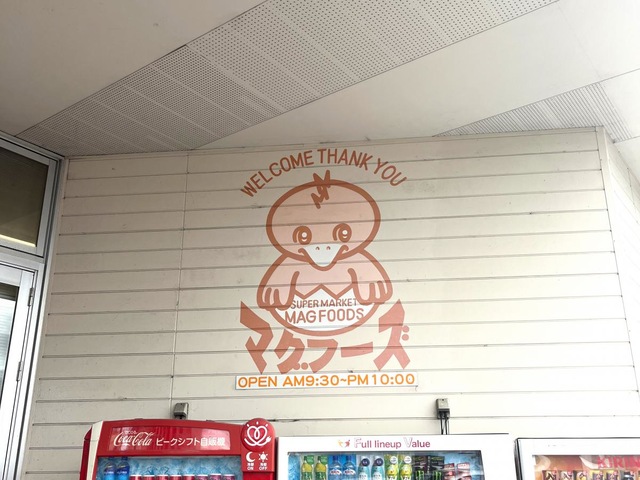 WELCOME THANK YOU
SUPER MARKET
MAG FOODS
マグフーズ
OPEN AM9:30~PM10:00
Coca-Cola ピークシフト自販機
Full lineup Value